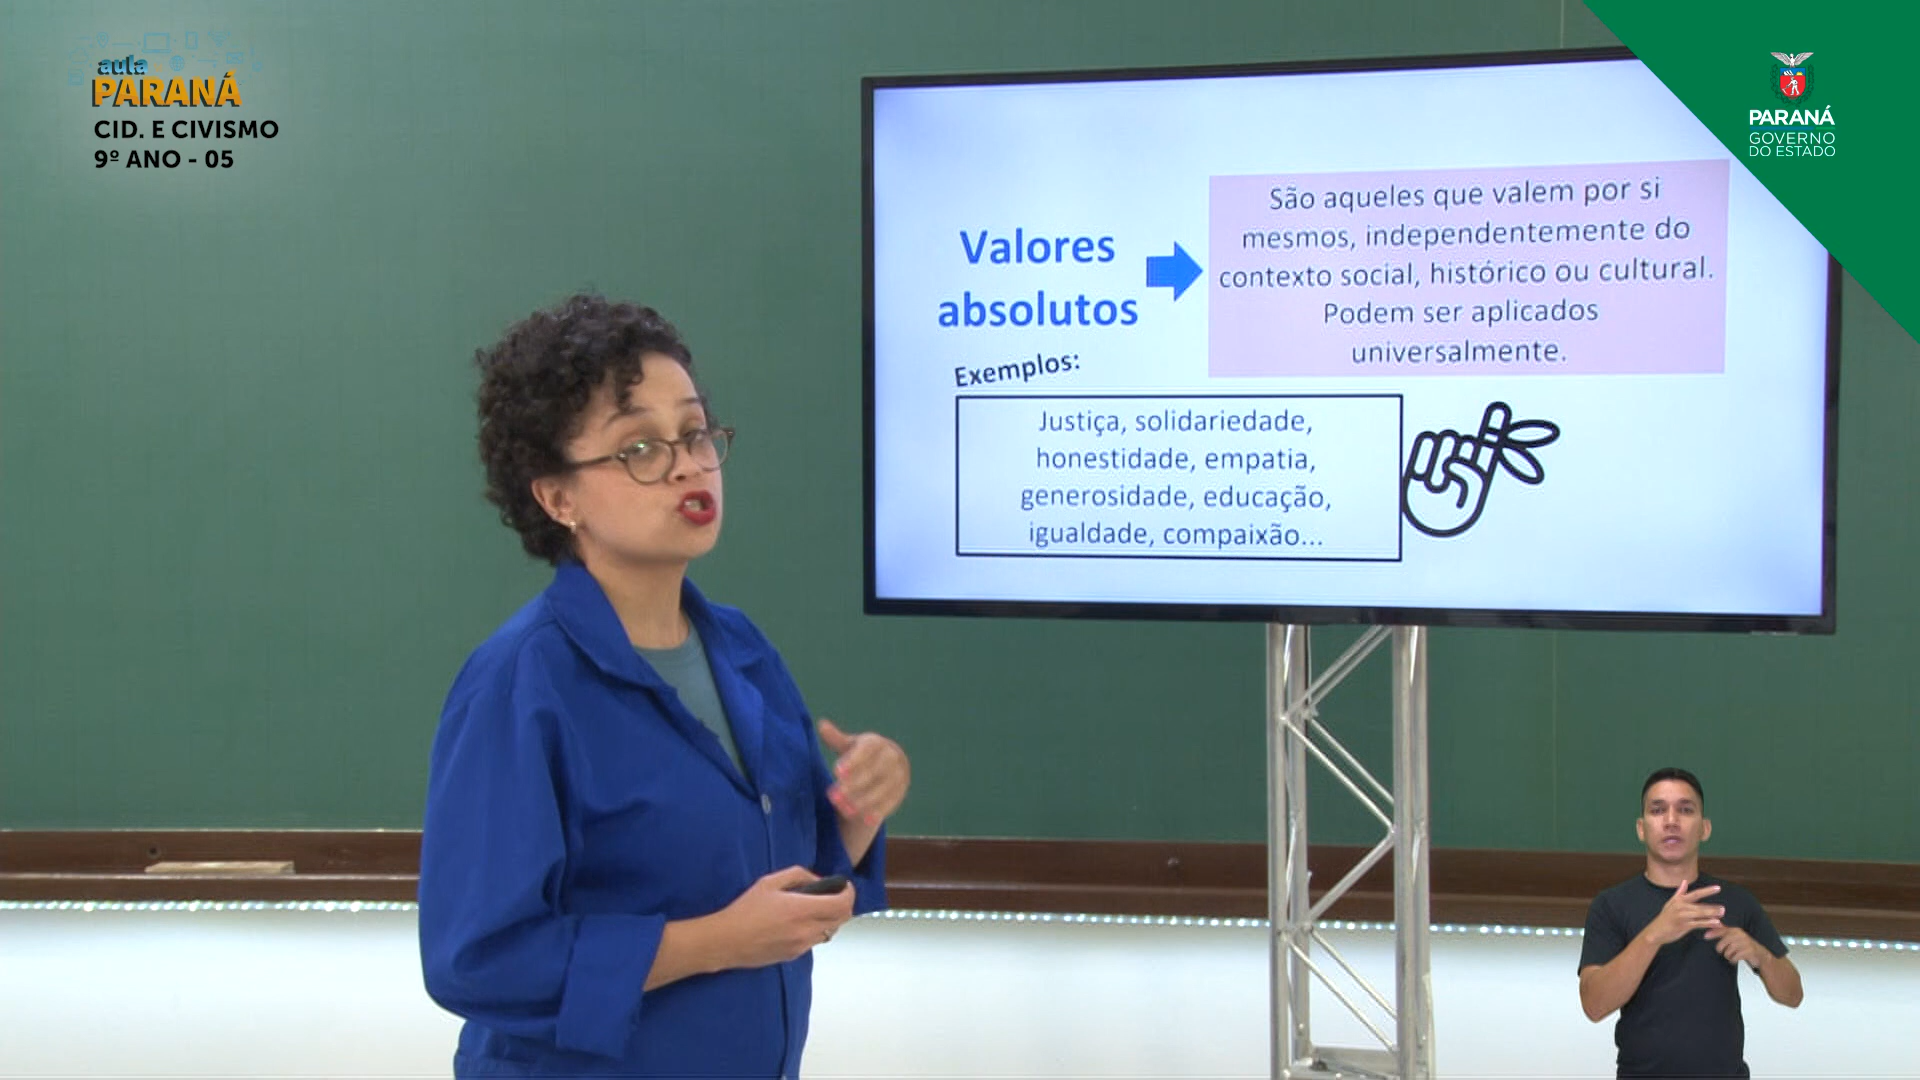 aula
PARANÁ
CID. E CIVISMO
9º ANO - 05
PARANÁ
GOVERNO
DO ESTADO
Valores
absolutos
São aqueles que valem por si
mesmos, independentemente do
contexto social, histórico ou cultural.
Podem ser aplicados
universalmente.
Exemplos:
Justiça, solidariedade,
honestidade, empatia,
generosidade, educação,
igualdade, compaixão...